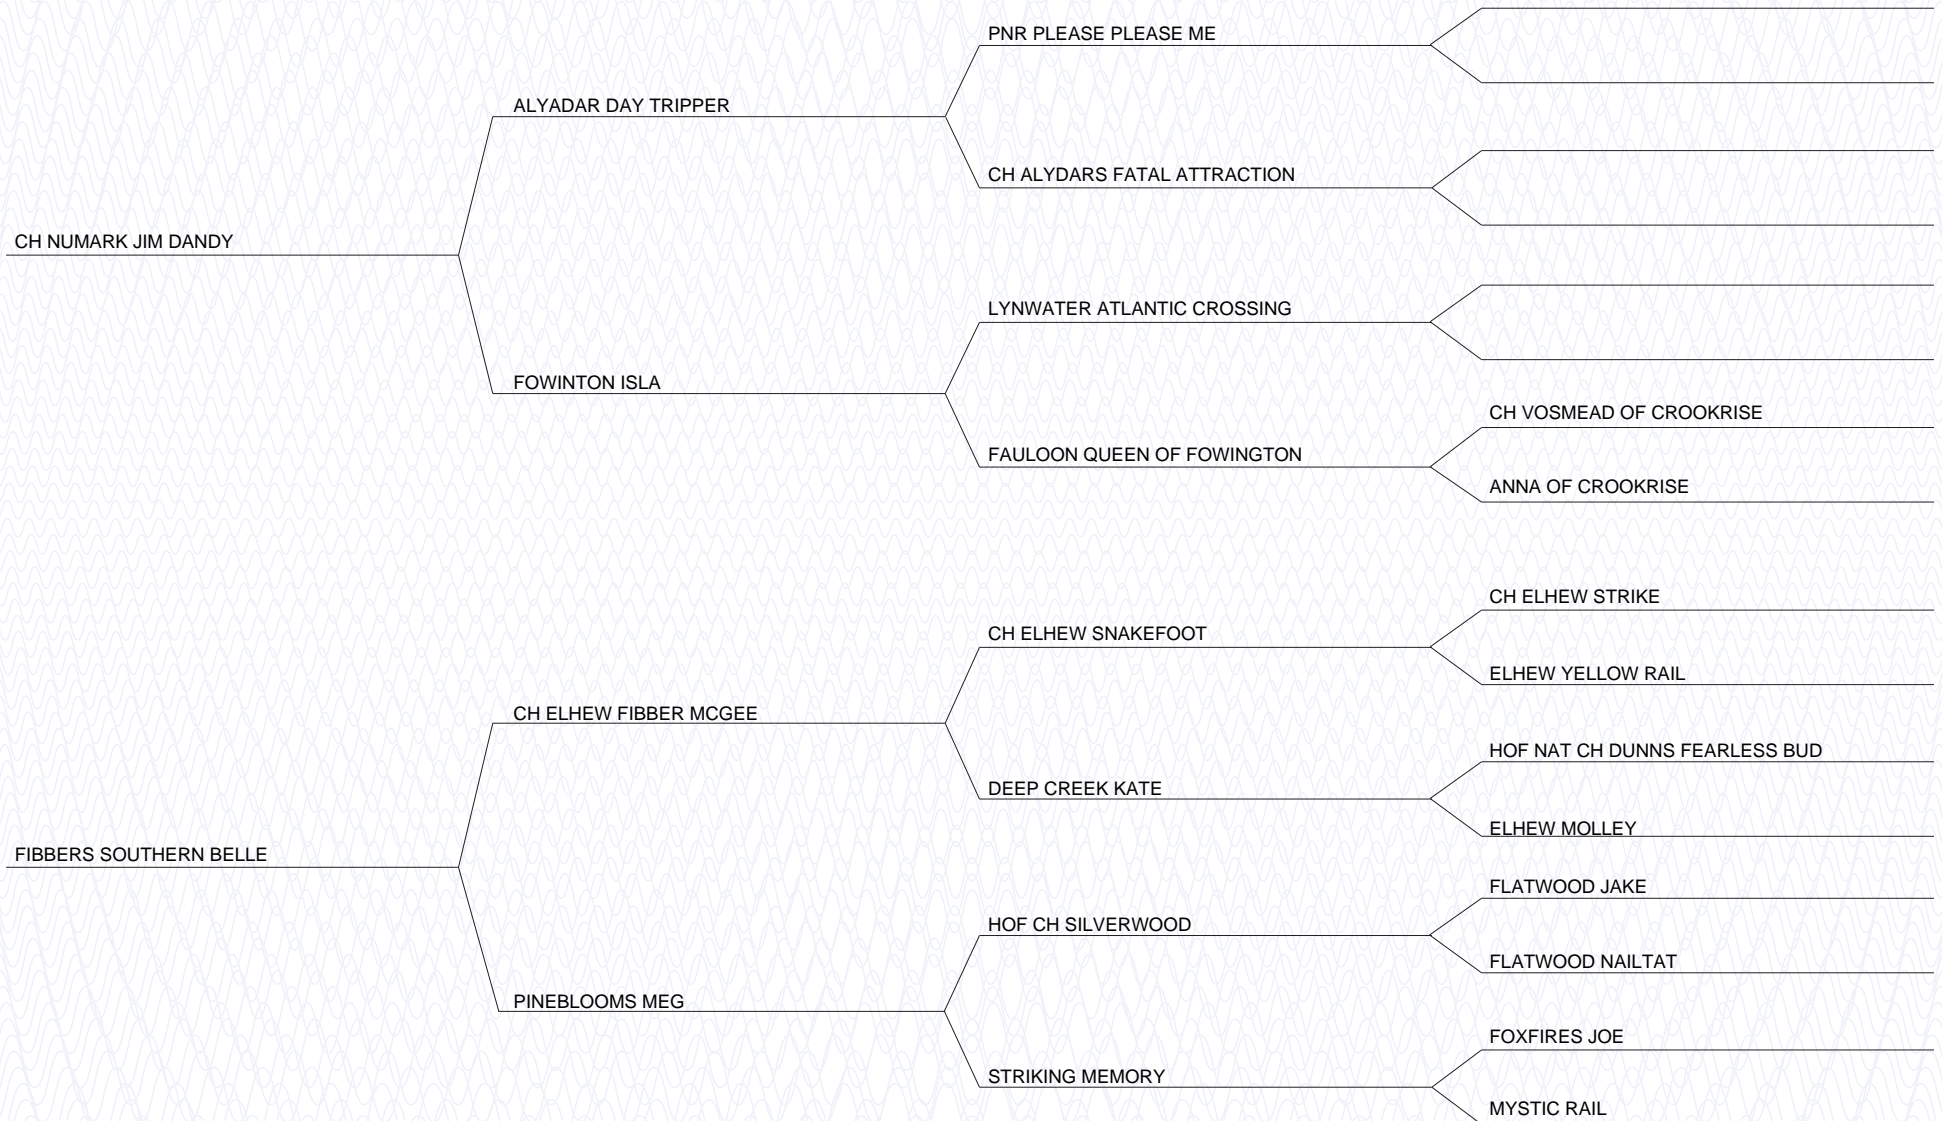 PNR PLEASE PLEASE ME
ALYADAR DAY TRIPPER
CH ALYDARS FATAL ATTRACTION
CH NUMARK JIM DANDY
LYNWATER ATLANTIC CROSSING
FOWINTON ISLA
CH VOSMEAD OF CROOKRISE
FAULOON QUEEN OF FOWINGTON
ANNA OF CROOKRISE
CH ELHEW STRIKE
CH ELHEW SNAKEFOOT
ELHEW YELLOW RAIL
CH ELHEW FIBBER MCGEE
HOF NAT CH DUNNS FEARLESS BUD
DEEP CREEK KATE
ELHEW MOLLEY
FIBBERS SOUTHERN BELLE
FLATWOOD JAKE
HOF CH SILVERWOOD
FLATWOOD NAILTAT
PINEBLOOMS MEG
FOXFIRES JOE
STRIKING MEMORY
MYSTIC RAIL